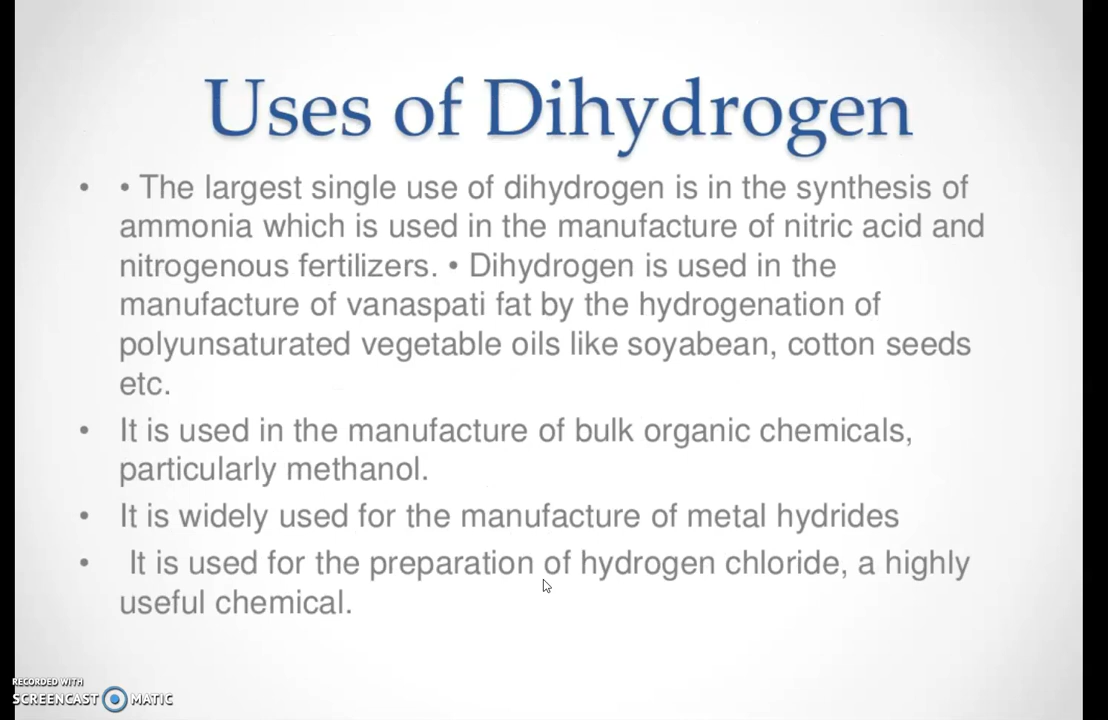 Uses of Dihydrogen
• • The largest single use of dihydrogen is in the synthesis of
ammonia which is used in the manufacture of nitric acid and
nitrogenous fertilizers. • Dihydrogen is used in the
manufacture of vanaspati fat by the hydrogenation of
polyunsaturated vegetable oils like soyabean, cotton seeds
etc.
• It is used in the manufacture of bulk organic chemicals,
particularly methanol.
• It is widely used for the manufacture of metal hydrides
• It is used for the preparation of hydrogen chloride, a highly
useful chemical.
RECORDED WITH
SCREENCAST MATIC